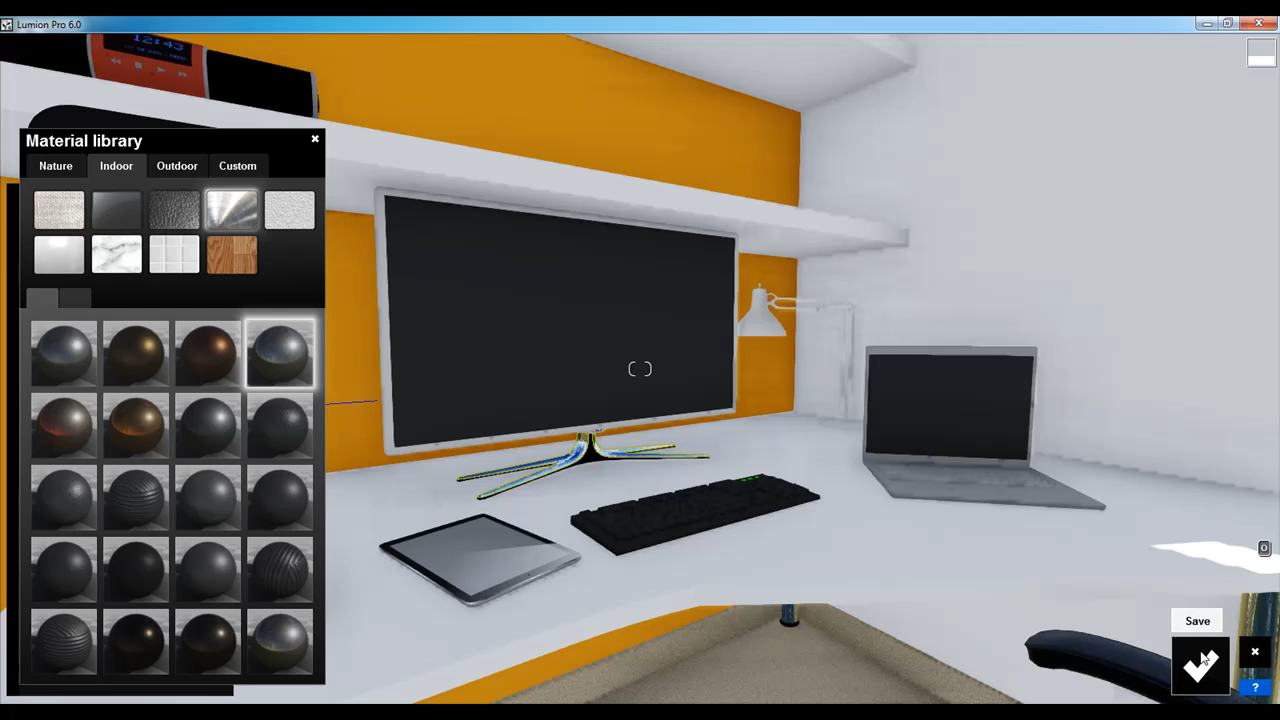 Lumion Pro 6.0
12:43
Material library
Nature Indoor Outdoor Custom
Save
?